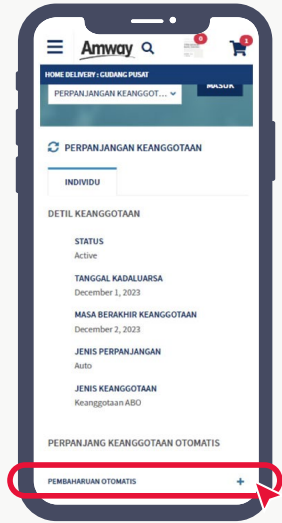 Amway
0
1
HOME DELIVERY : GUDANG PUSAT
PERPANJANGAN KEANGGOT...
MASUK
PERPANJANGAN KEANGGOTAAN
INDIVIDU
DETIL KEANGGOTAAN
STATUS
Active
TANGGAL KADALUARSA
December 1, 2023
MASA BERAKHIR KEANGGOTAAN
December 2, 2023
JENIS PERPANJANGAN
Auto
JENIS KEANGGOTAAN
Keanggotaan ABO
PERPANJANG KEANGGOTAAN OTOMATIS
PEMBAHARUAN OTOMATIS +